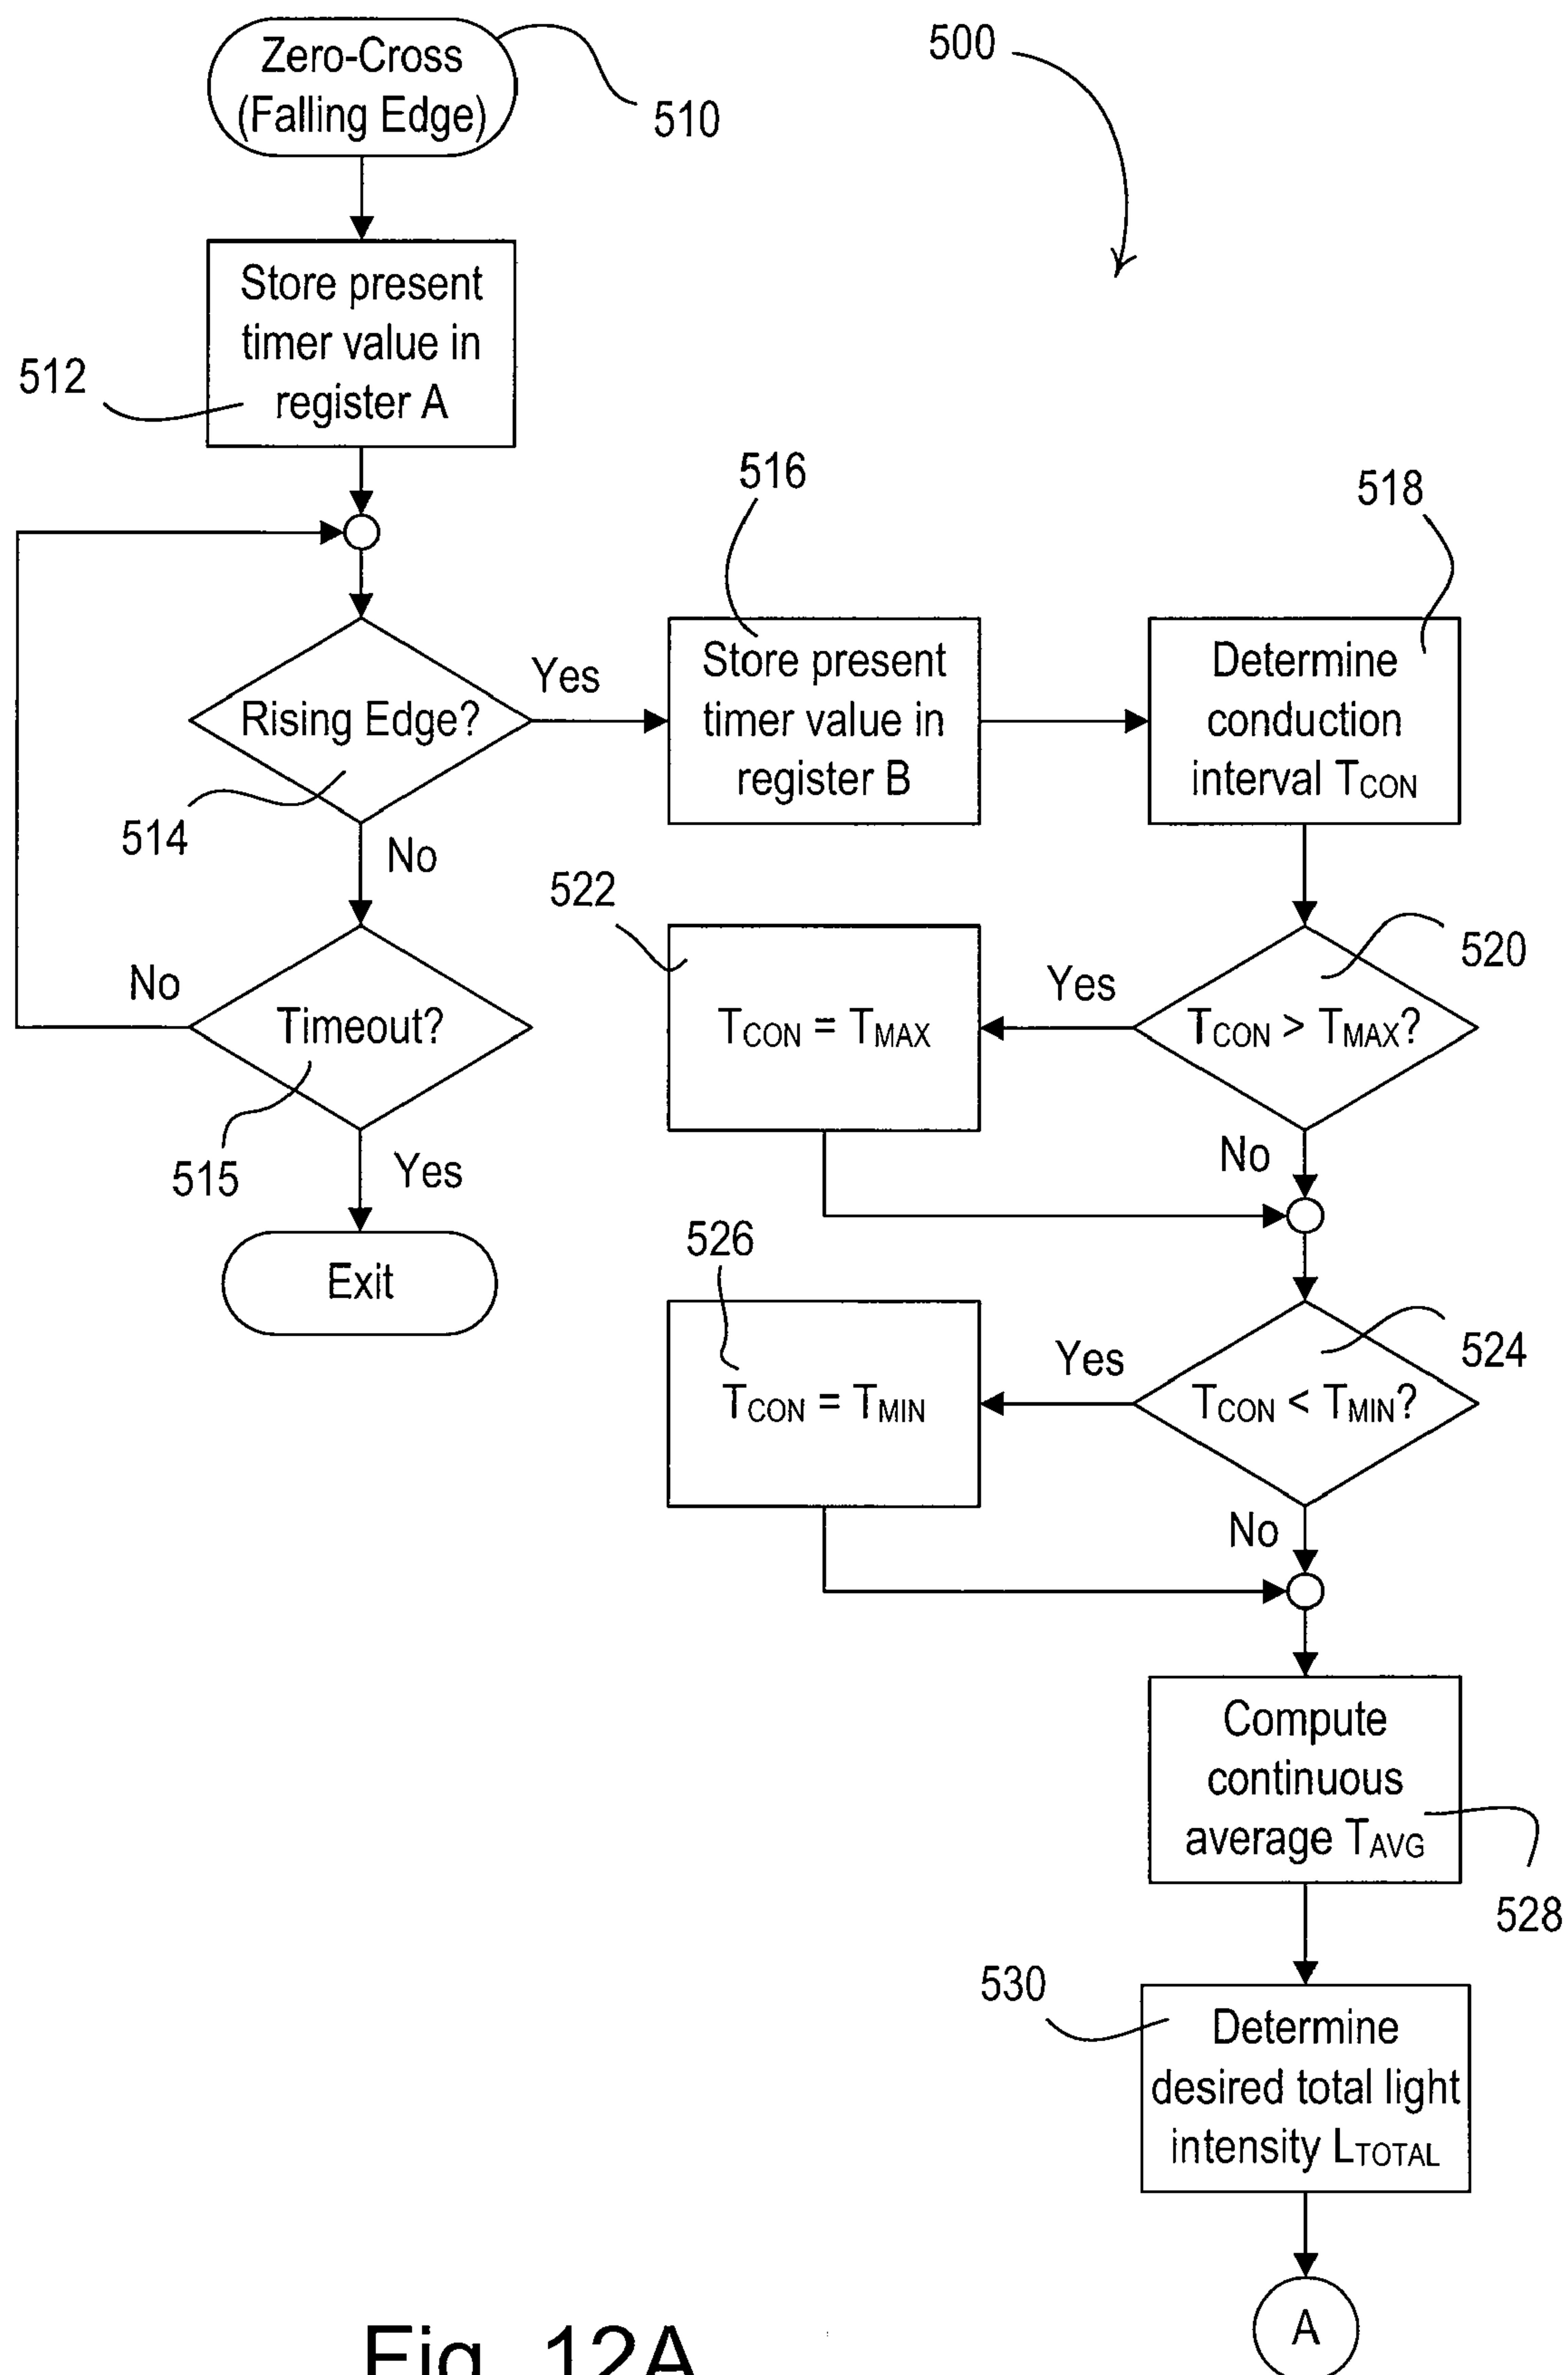 Zero-Cross
(Falling Edge)
510
500
Store present
timer value in
register A
512
516
518
Rising Edge?
514
Yes
No
Store present
timer value in
register B
Determine
conduction
interval TCON
Timeout?
515
No
Yes
Exit
522
TCON = TMAX
Yes
TCON > TMAX?
520
No
526
TCON = TMIN
Yes
TCON < TMIN?
524
No
Compute
continuous
average TAVG
528
530
Determine
desired total light
intensity LTOTAL
A
Fig. 12A